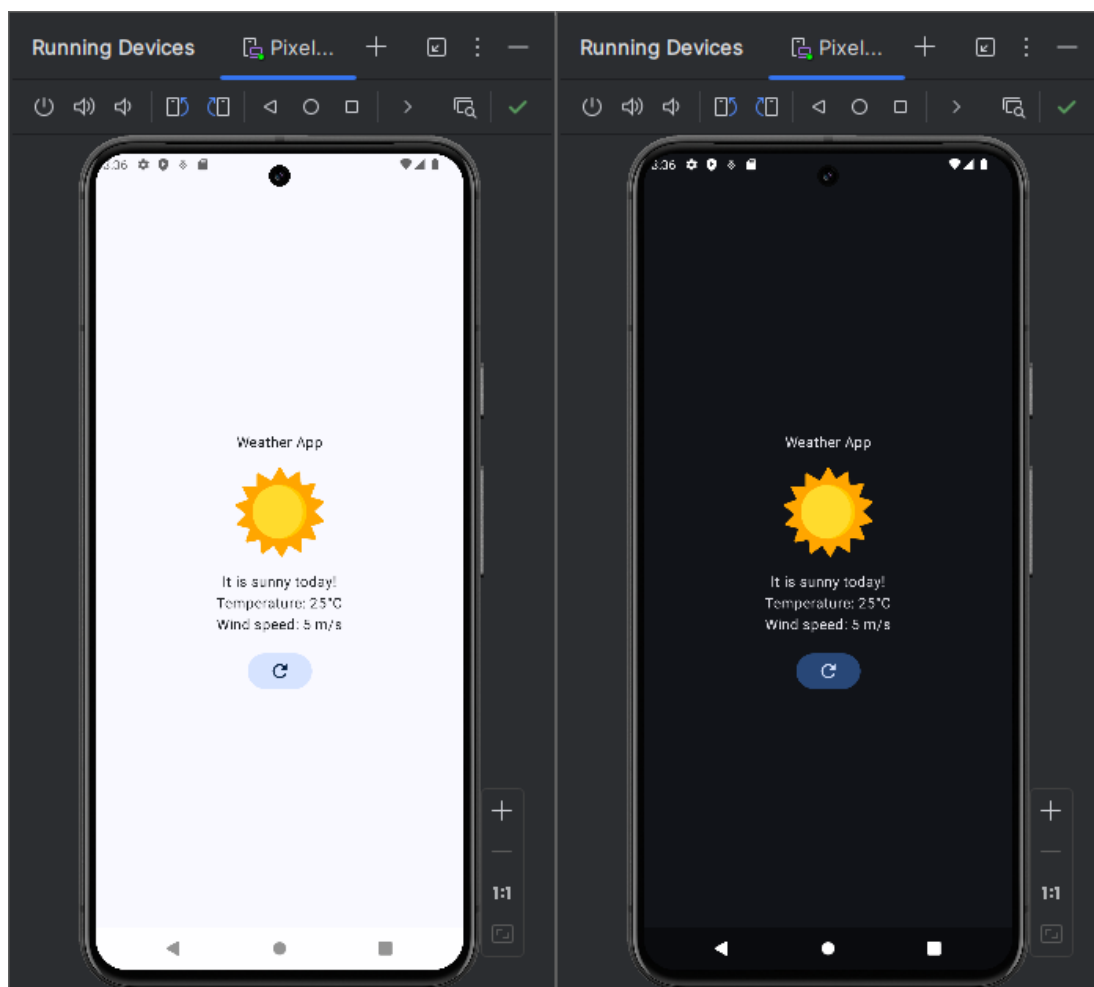 Running Devices Pixel...
3:36
Weather App
It is sunny today!
Temperature: 25°C
Wind speed: 5 m/s
1:1
Running Devices Pixel...
3:36
Weather App
It is sunny today!
Temperature: 25°C
Wind speed: 5 m/s
1:1